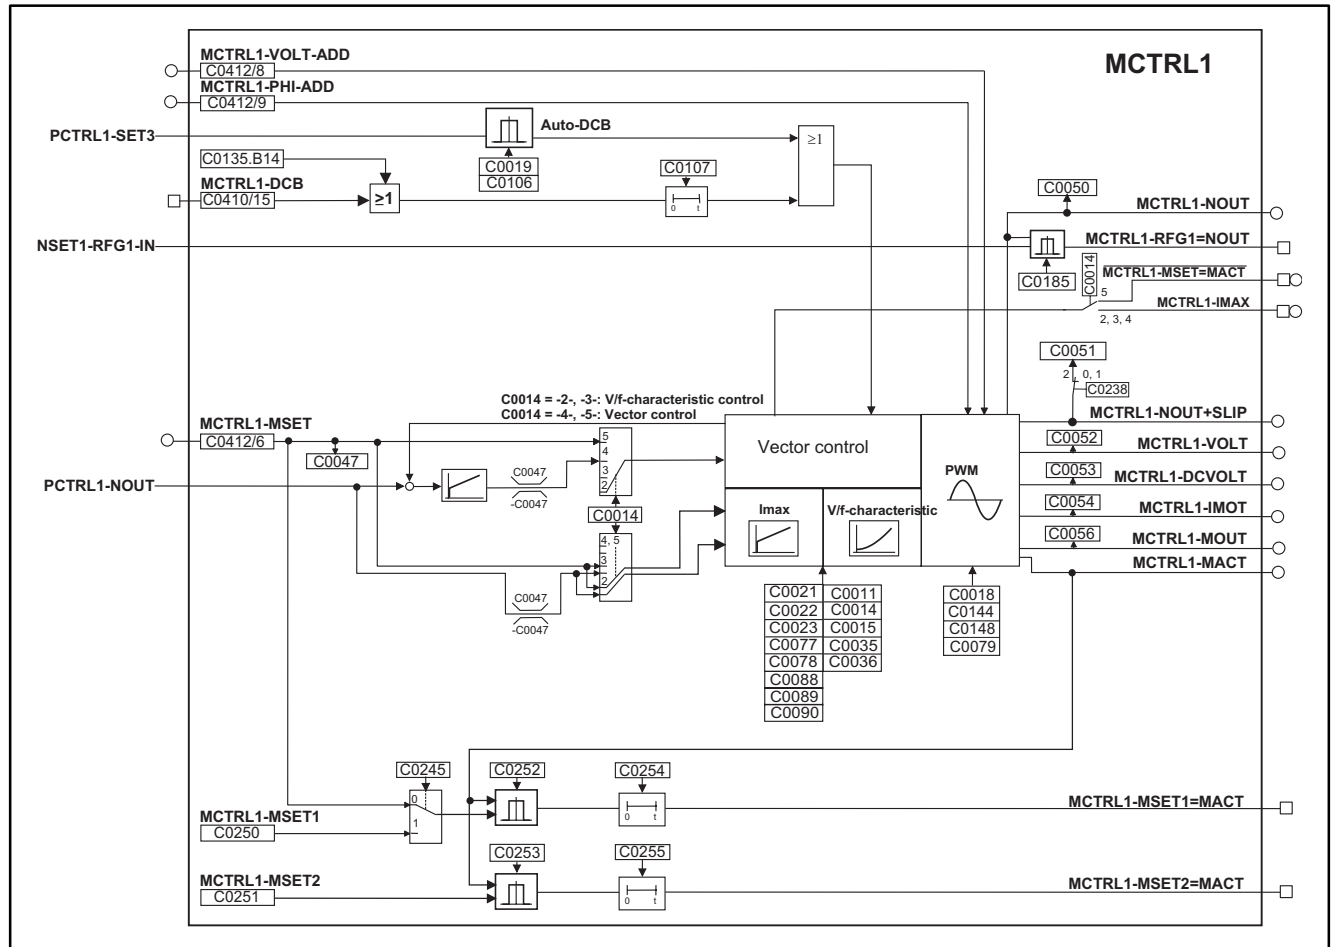 MCTRL1
MCTRL1-VOLT-ADD
C0412/8
MCTRL1-PHI-ADD
C0412/9
PCTRL1-SET3
Auto-DCB
≥1
C0019
C0106
C0135.B14
MCTRL1-DCB
C0410/15
≥1
C0107
0 t
C0050
MCTRL1-NOUT
NSET1-RFG1-IN
MCTRL1-RFG1=NOUT
C0185
C0014
MCTRL1-MSET=MACT
5
MCTRL1-IMAX
2, 3, 4
C0051
2 0, 1
C0238
C0014 = -2-, -3-: V/f-characteristic control
C0014 = -4-, -5-: Vector control
MCTRL1-MSET
C0412/6
C0047
PCTRL1-NOUT
C0047
-C0047
5
4
3
2
C0014
4, 5
3
2
C0047
-C0047
Vector control
Imax
V/f-characteristic
PWM
MCTRL1-NOUT+SLIP
C0052
MCTRL1-VOLT
C0053
MCTRL1-DCVOLT
C0054
MCTRL1-IMOT
C0056
MCTRL1-MOUT
MCTRL1-MACT
C0021 C0011
C0022 C0014
C0023 C0015
C0077 C0035
C0078 C0036
C0088
C0089
C0090
C0018
C0144
C0148
C0079
C0245
0
1
C0252
C0254
0 t
MCTRL1-MSET1=MACT
MCTRL1-MSET1
C0250
C0253
C0255
0 t
MCTRL1-MSET2=MACT
MCTRL1-MSET2
C0251